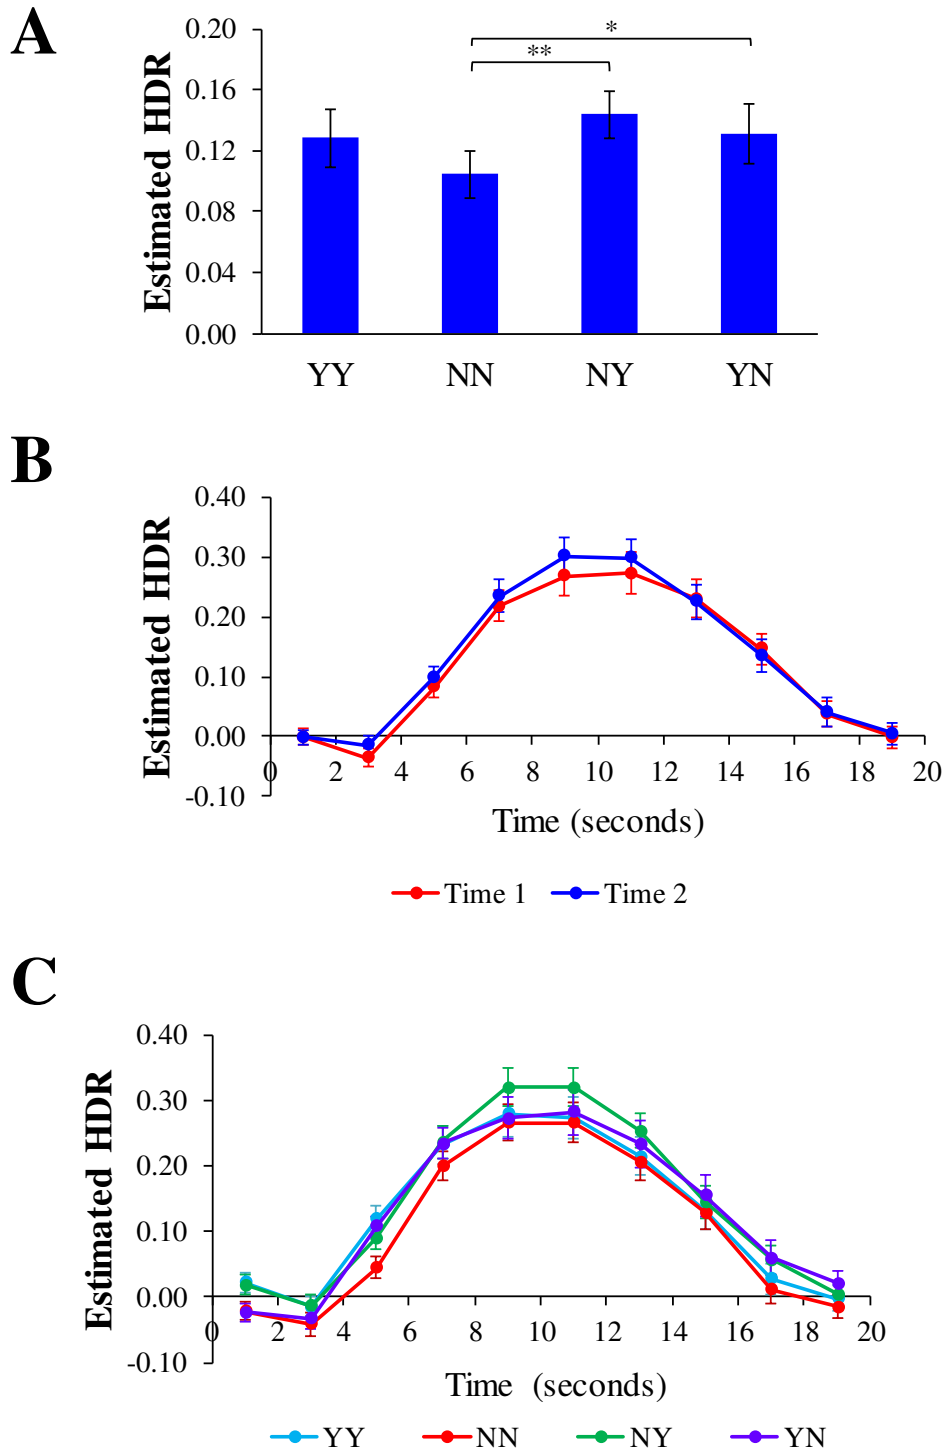 A
Estimated HDR
0.20
0.16
0.12
0.08
0.04
0.00
*
**
YY NN NY YN
B
Estimated HDR
0.40
0.30
0.20
0.10
0.00
-0.10
0 2 4 6 8 10 12 14 16 18 20
Time (seconds)
Time 1 Time 2
C
Estimated HDR
0.40
0.30
0.20
0.10
0.00
-0.10
0 2 4 6 8 10 12 14 16 18 20
Time (seconds)
YY NN NY YN